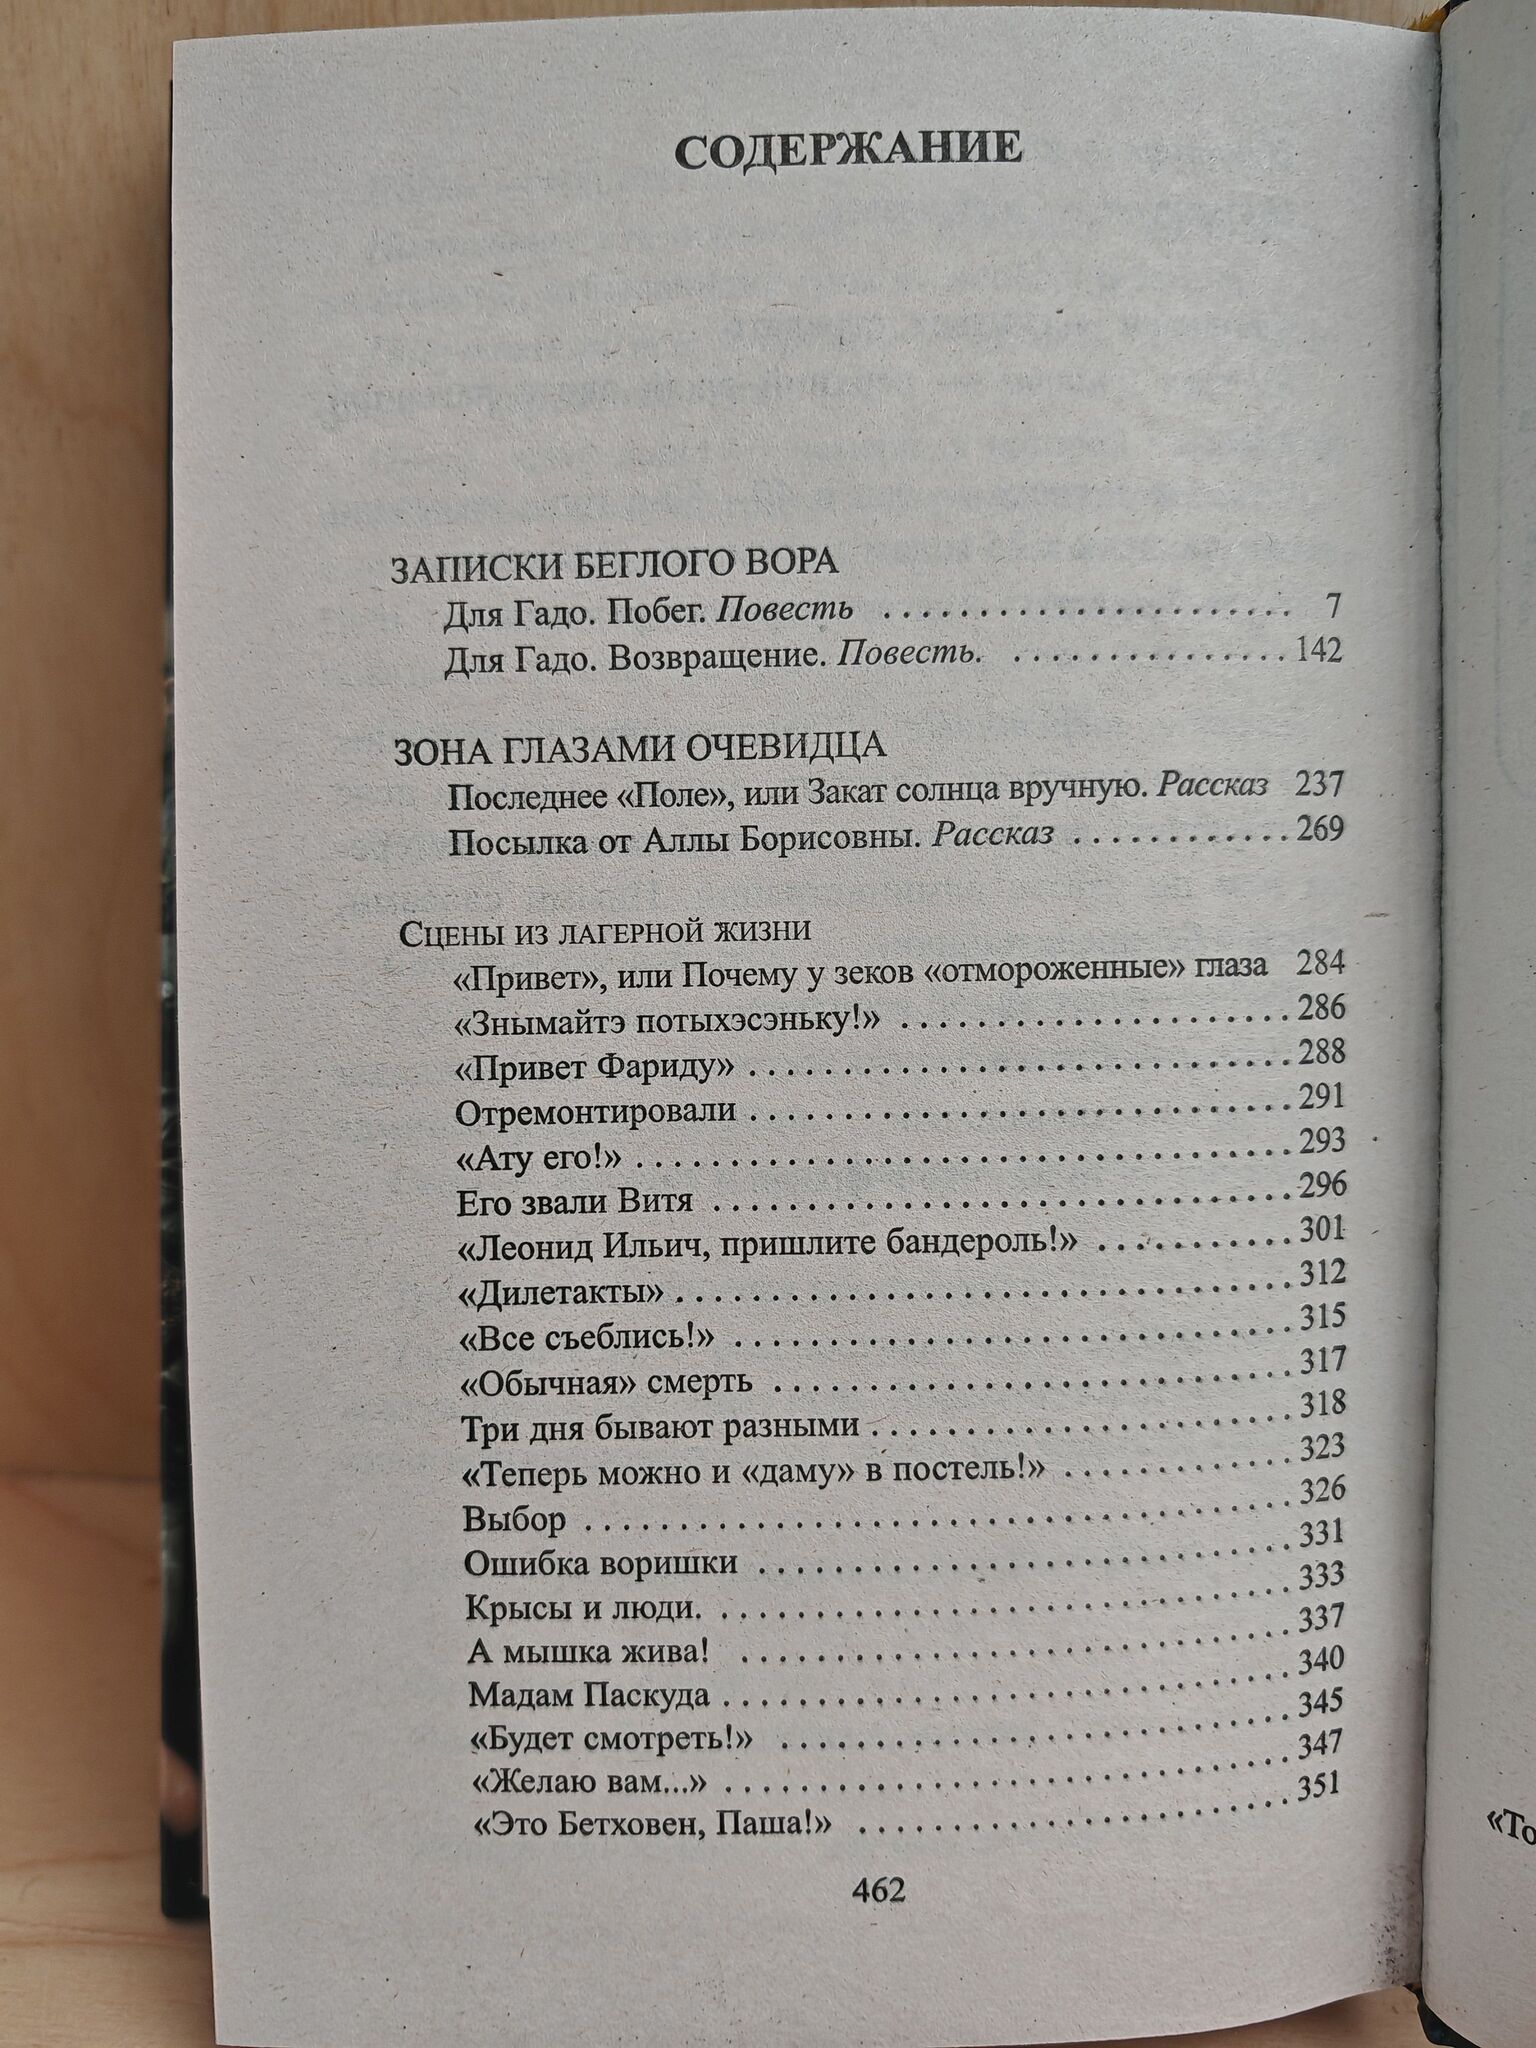 СОДЕРЖАНИЕ
ЗАПИСКИ БЕГЛОГО ВОРА
Для Гадо. Побег. Повесть . . . . . . . . . . . . . . . . . . . . . . . . . 7
Для Гадо. Возвращение. Повесть. . . . . . . . . . . . . . . . . . 142
ЗОНА ГЛАЗАМИ ОЧЕВИДЦА
Последнее «Поле», или Закат солнца вручную. Рассказ 237
Посылка от Аллы Борисовны. Рассказ . . . . . . . . . . . . . 269
СЦЕНЫ ИЗ ЛАГЕРНОЙ ЖИЗНИ
«Привет», или Почему у зеков «отмороженные» глаза 284
«Знымайтэ потыхэсэньку!» . . . . . . . . . . . . . . . . . . . . . . . 286
«Привет Фариду» . . . . . . . . . . . . . . . . . . . . . . . . . . . . . . . . 288
Отремонтировали . . . . . . . . . . . . . . . . . . . . . . . . . . . . . . . . 291
«Ату его!» . . . . . . . . . . . . . . . . . . . . . . . . . . . . . . . . . . . . . . . 293
Его звали Витя . . . . . . . . . . . . . . . . . . . . . . . . . . . . . . . . . . 296
«Леонид Ильич, пришлите бандероль!» . . . . . . . . . . . 301
«Дилетакты» . . . . . . . . . . . . . . . . . . . . . . . . . . . . . . . . . . . . 312
«Все съеблись!» . . . . . . . . . . . . . . . . . . . . . . . . . . . . . . . . . 315
«Обычная» смерть . . . . . . . . . . . . . . . . . . . . . . . . . . . . . . 317
Три дня бывают разными . . . . . . . . . . . . . . . . . . . . . . . . . 318
«Теперь можно и «даму» в постель!» . . . . . . . . . . . . . 323
Выбор . . . . . . . . . . . . . . . . . . . . . . . . . . . . . . . . . . . . . . . . . . 326
Ошибка воришки . . . . . . . . . . . . . . . . . . . . . . . . . . . . . . . . 331
Крысы и люди. . . . . . . . . . . . . . . . . . . . . . . . . . . . . . . . . . . 333
А мышка жива! . . . . . . . . . . . . . . . . . . . . . . . . . . . . . . . . . 337
Мадам Паскуда . . . . . . . . . . . . . . . . . . . . . . . . . . . . . . . . . . 340
«Будет смотреть!» . . . . . . . . . . . . . . . . . . . . . . . . . . . . . . 345
«Желаю вам...» . . . . . . . . . . . . . . . . . . . . . . . . . . . . . . . . . 347
«Это Бетховен, Паша!» . . . . . . . . . . . . . . . . . . . . . . . . . . 351
462